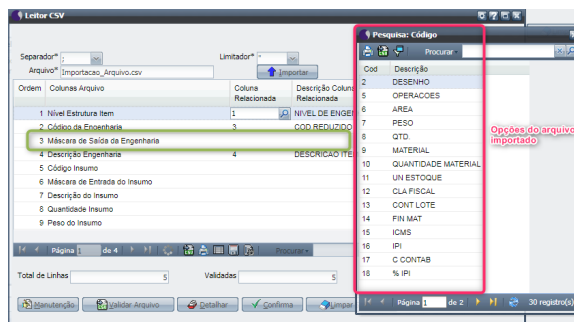 Leitor CSV
Separador* ;
Limitador* "
Arquivo* Importacao_Arquivo.csv
Importar
Ordem Colunas Arquivo Coluna Relacionada Descrição Coluna Relacionada
1 Nível Estrutura Item 1 NIVEL DE ENGEN
2 Código da Engenharia 3 COD REDUZIDO
3 Máscara de Saída da Engenharia
4 Descrição Engenharia 4 DESCRICAO ITE
5 Código Insumo
6 Máscara de Entrada do Insumo
7 Descrição do Insumo
8 Quantidade Insumo
9 Peso do Insumo
Página 1 de 4 Procurar
Total de Linhas 5 Validadas 5
Manutenção Validar Arquivo Detalhar Confirma Limpar
Pesquisa: Código
Procurar
Cod Descrição
2 DESENHO
5 OPERACOES
6 AREA
7 PESO
8 QTD.
9 MATERIAL
10 QUANTIDADE MATERIAL
11 UN ESTOQUE
12 CLA FISCAL
13 CONT LOTE
14 FIN MAT
15 ICMS
16 IPI
17 C CONTAB
18 % IPI
Página 1 de 2 30 registro(s)
Opções do arquivo
importado